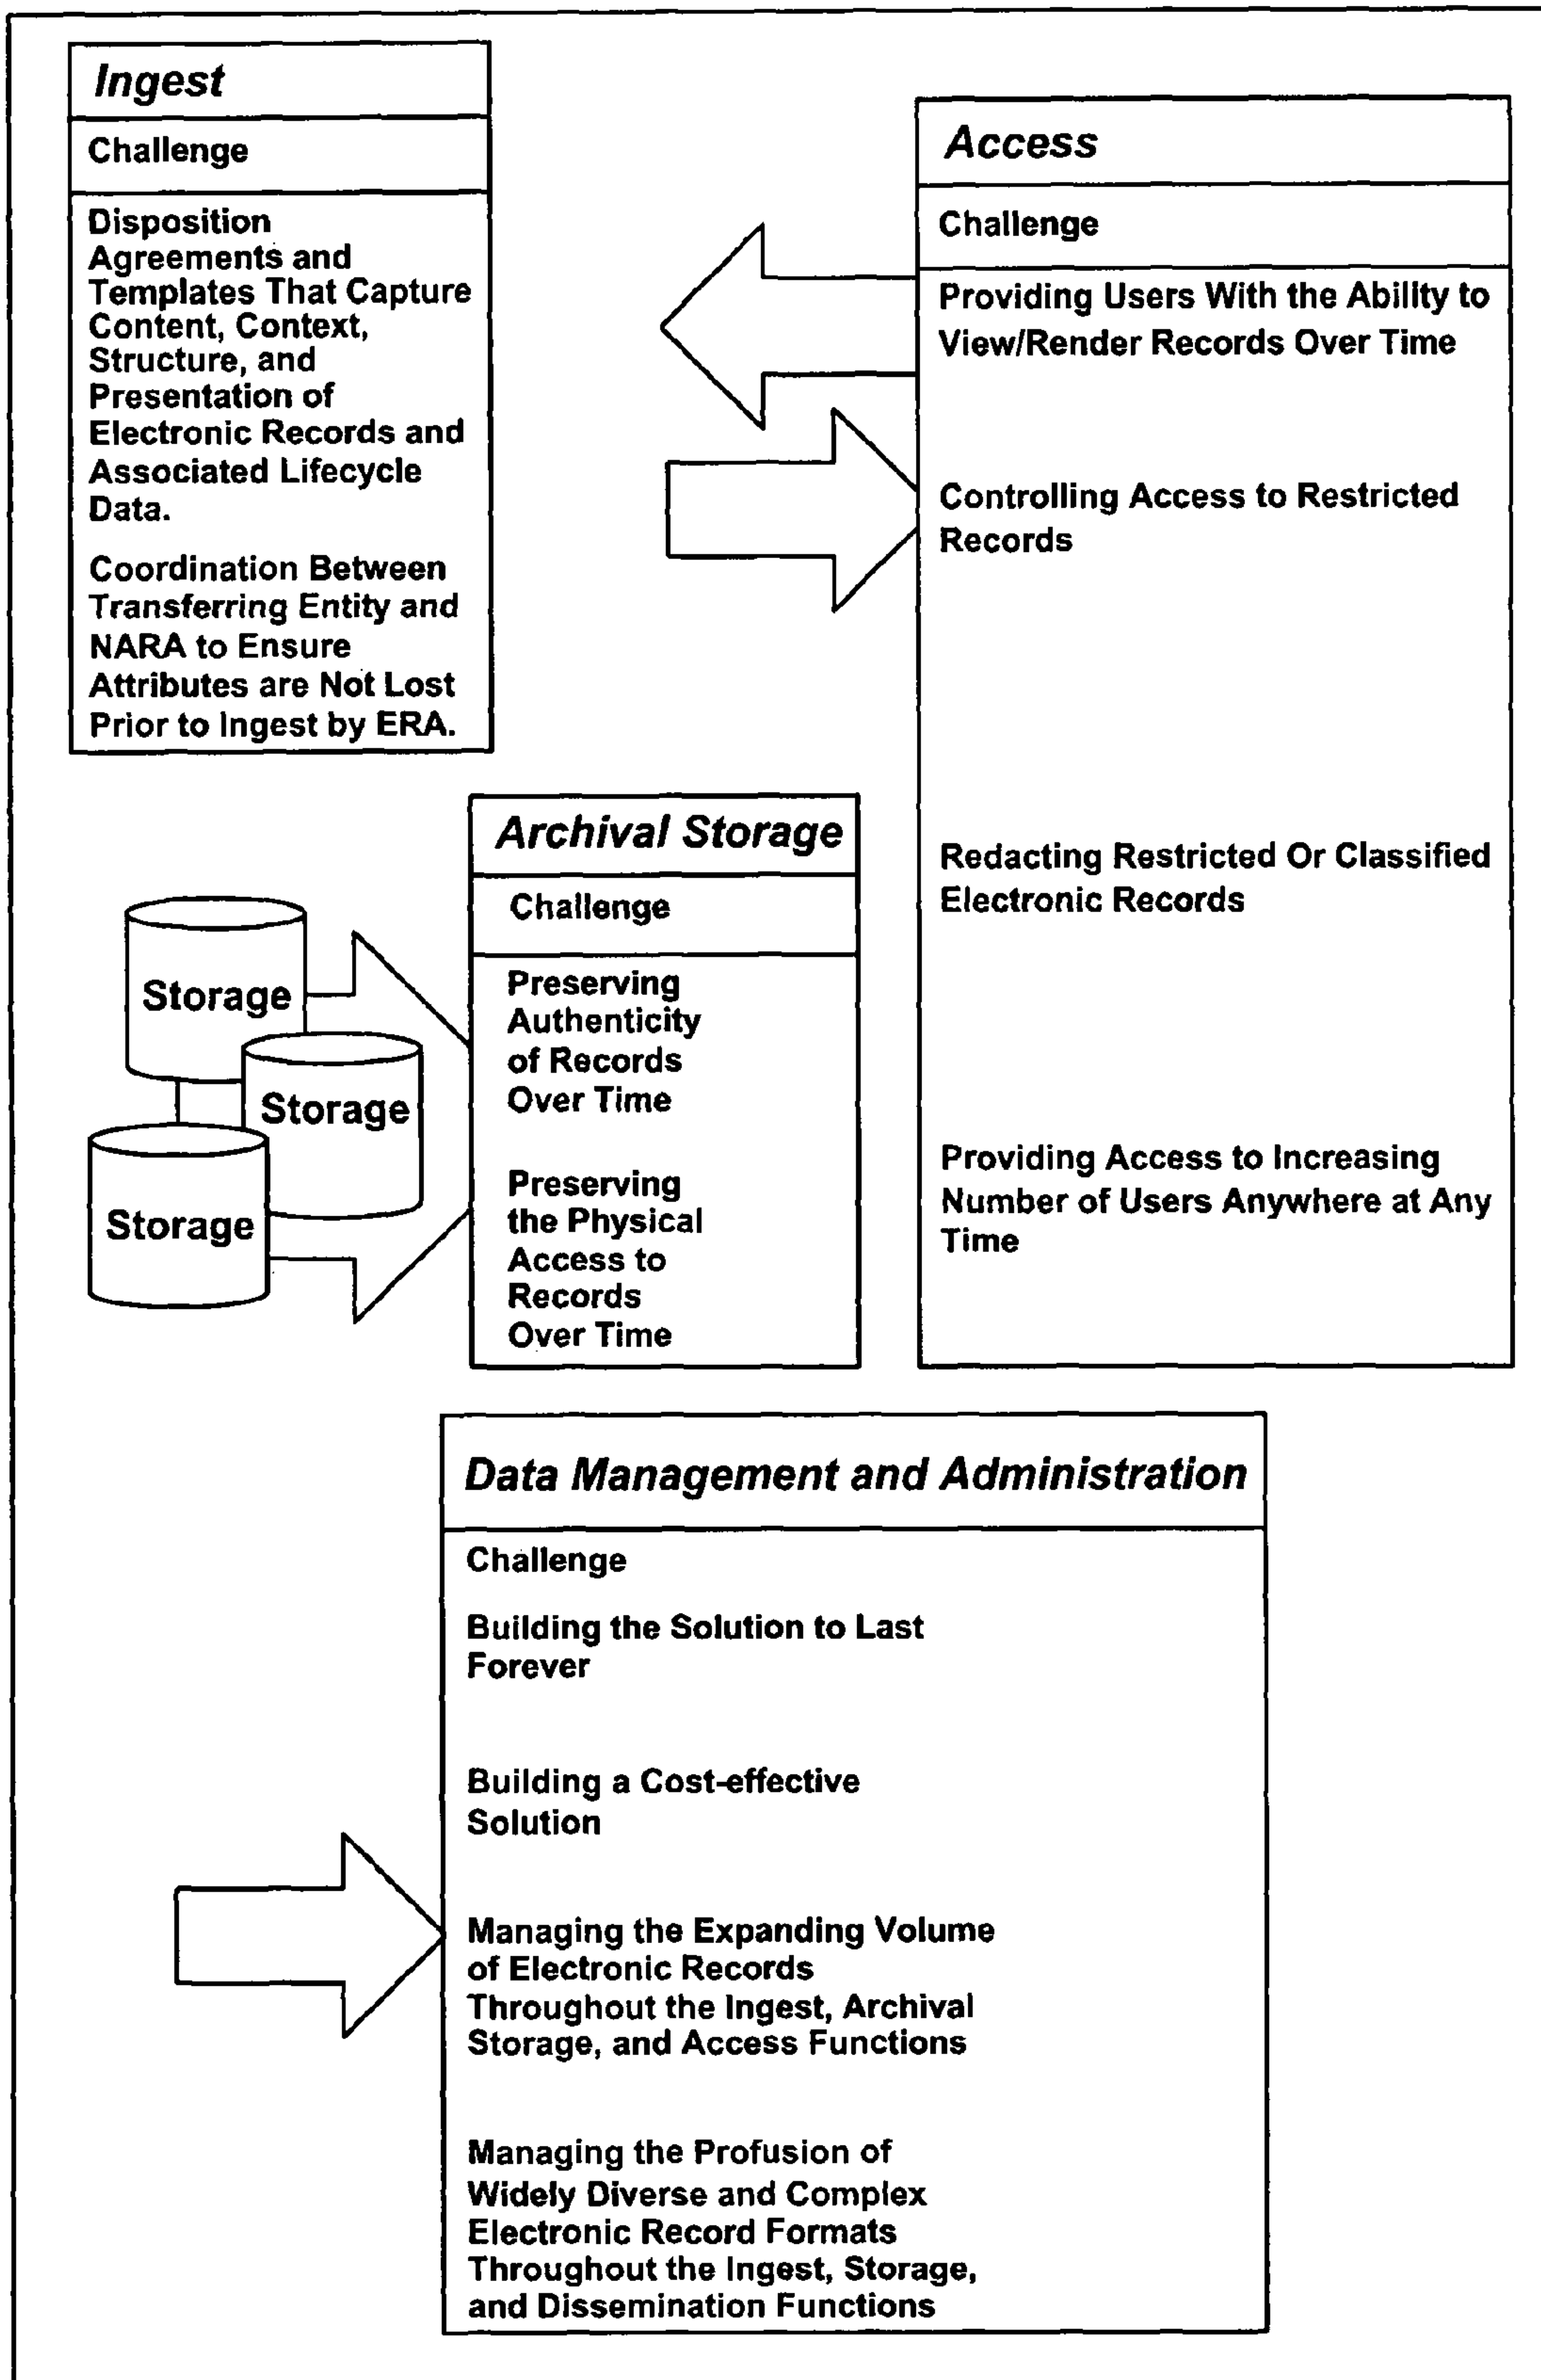 Ingest
Challenge
Disposition
Agreements and
Templates That Capture
Content, Context,
Structure, and
Presentation of
Electronic Records and
Associated Lifecycle
Data.
Coordination Between
Transferring Entity and
NARA to Ensure
Attributes are Not Lost
Prior to Ingest by ERA.
Access
Challenge
Providing Users With the Ability to
View/Render Records Over Time
Controlling Access to Restricted
Records
Redacting Restricted Or Classified
Electronic Records
Providing Access to Increasing
Number of Users Anywhere at Any
Time
Storage
Storage
Storage
Archival Storage
Challenge
Preserving
Authenticity
of Records
Over Time
Preserving
the Physical
Access to
Records
Over Time
Data Management and Administration
Challenge
Building the Solution to Last
Forever
Building a Cost-effective
Solution
Managing the Expanding Volume
of Electronic Records
Throughout the Ingest, Archival
Storage, and Access Functions
Managing the Profusion of
Widely Diverse and Complex
Electronic Record Formats
Throughout the Ingest, Storage,
and Dissemination Functions